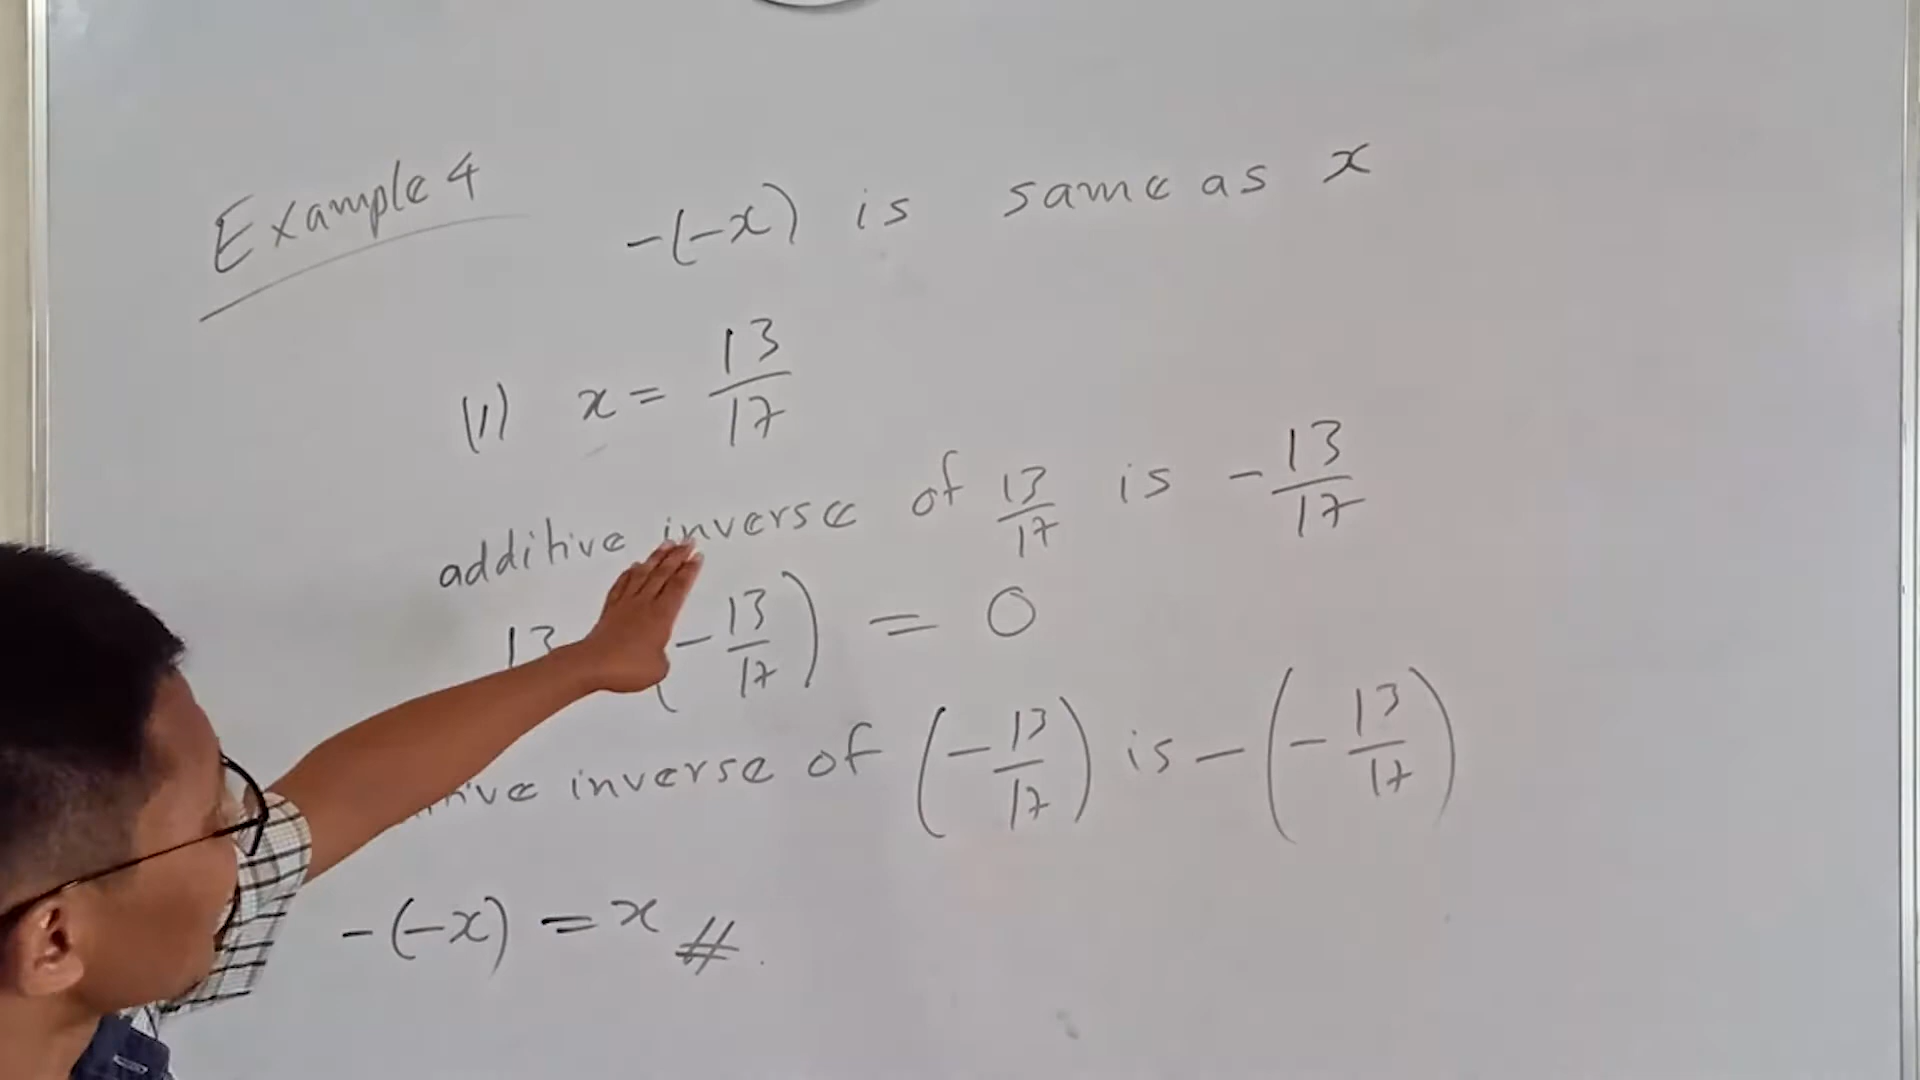 Example 4
-(-x) is same as x
(1) x = 13/17
additive inverse of 13/17 is - 13/17
13 (- 13/17) = 0
inverse of (- 13/17) is - (- 13/17)
-(-x) = x #